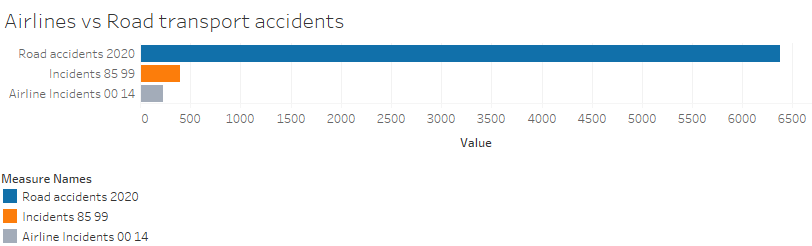 Airlines vs Road transport accidents
Road accidents 2020
Incidents 85 99
Airline Incidents 00 14
0 500 1000 1500 2000 2500 3000 3500 4000 4500 5000 5500 6000 6500
Value
Measure Names
Road accidents 2020
Incidents 85 99
Airline Incidents 00 14